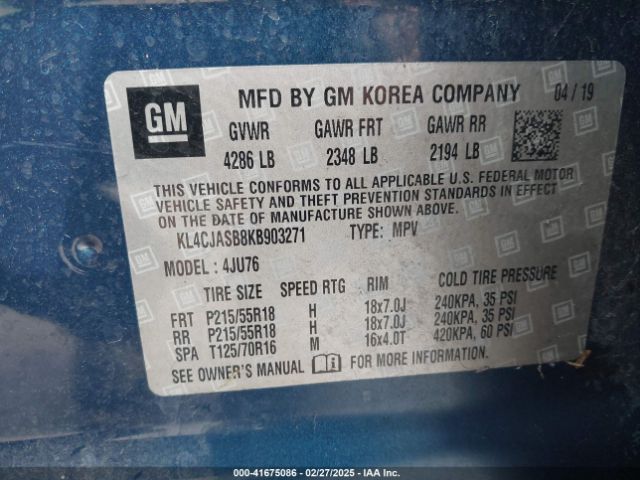 GM
MFD BY GM KOREA COMPANY 04 / 19
GVWR GAWR FRT GAWR RR
4286 LB 2348 LB 2194 LB
THIS VEHICLE CONFORMS TO ALL APPLICABLE U.S. FEDERAL MOTOR
VEHICLE SAFETY AND THEFT PREVENTION STANDARDS IN EFFECT
ON THE DATE OF MANUFACTURE SHOWN ABOVE.
KL4CJASB8KB903271 TYPE: MPV
MODEL : 4JU76
TIRE SIZE SPEED RTG RIM COLD TIRE PRESSURE
FRT P215/55R18 H 18x7.0J 240KPA, 35 PSI
RR P215/55R18 H 18x7.0J 240KPA, 35 PSI
SPA T125/70R16 M 16x4.0T 420KPA, 60 PSI
SEE OWNER'S MANUAL FOR MORE INFORMATION.
000-41675086 - 02/27/2025 - IAA Inc.